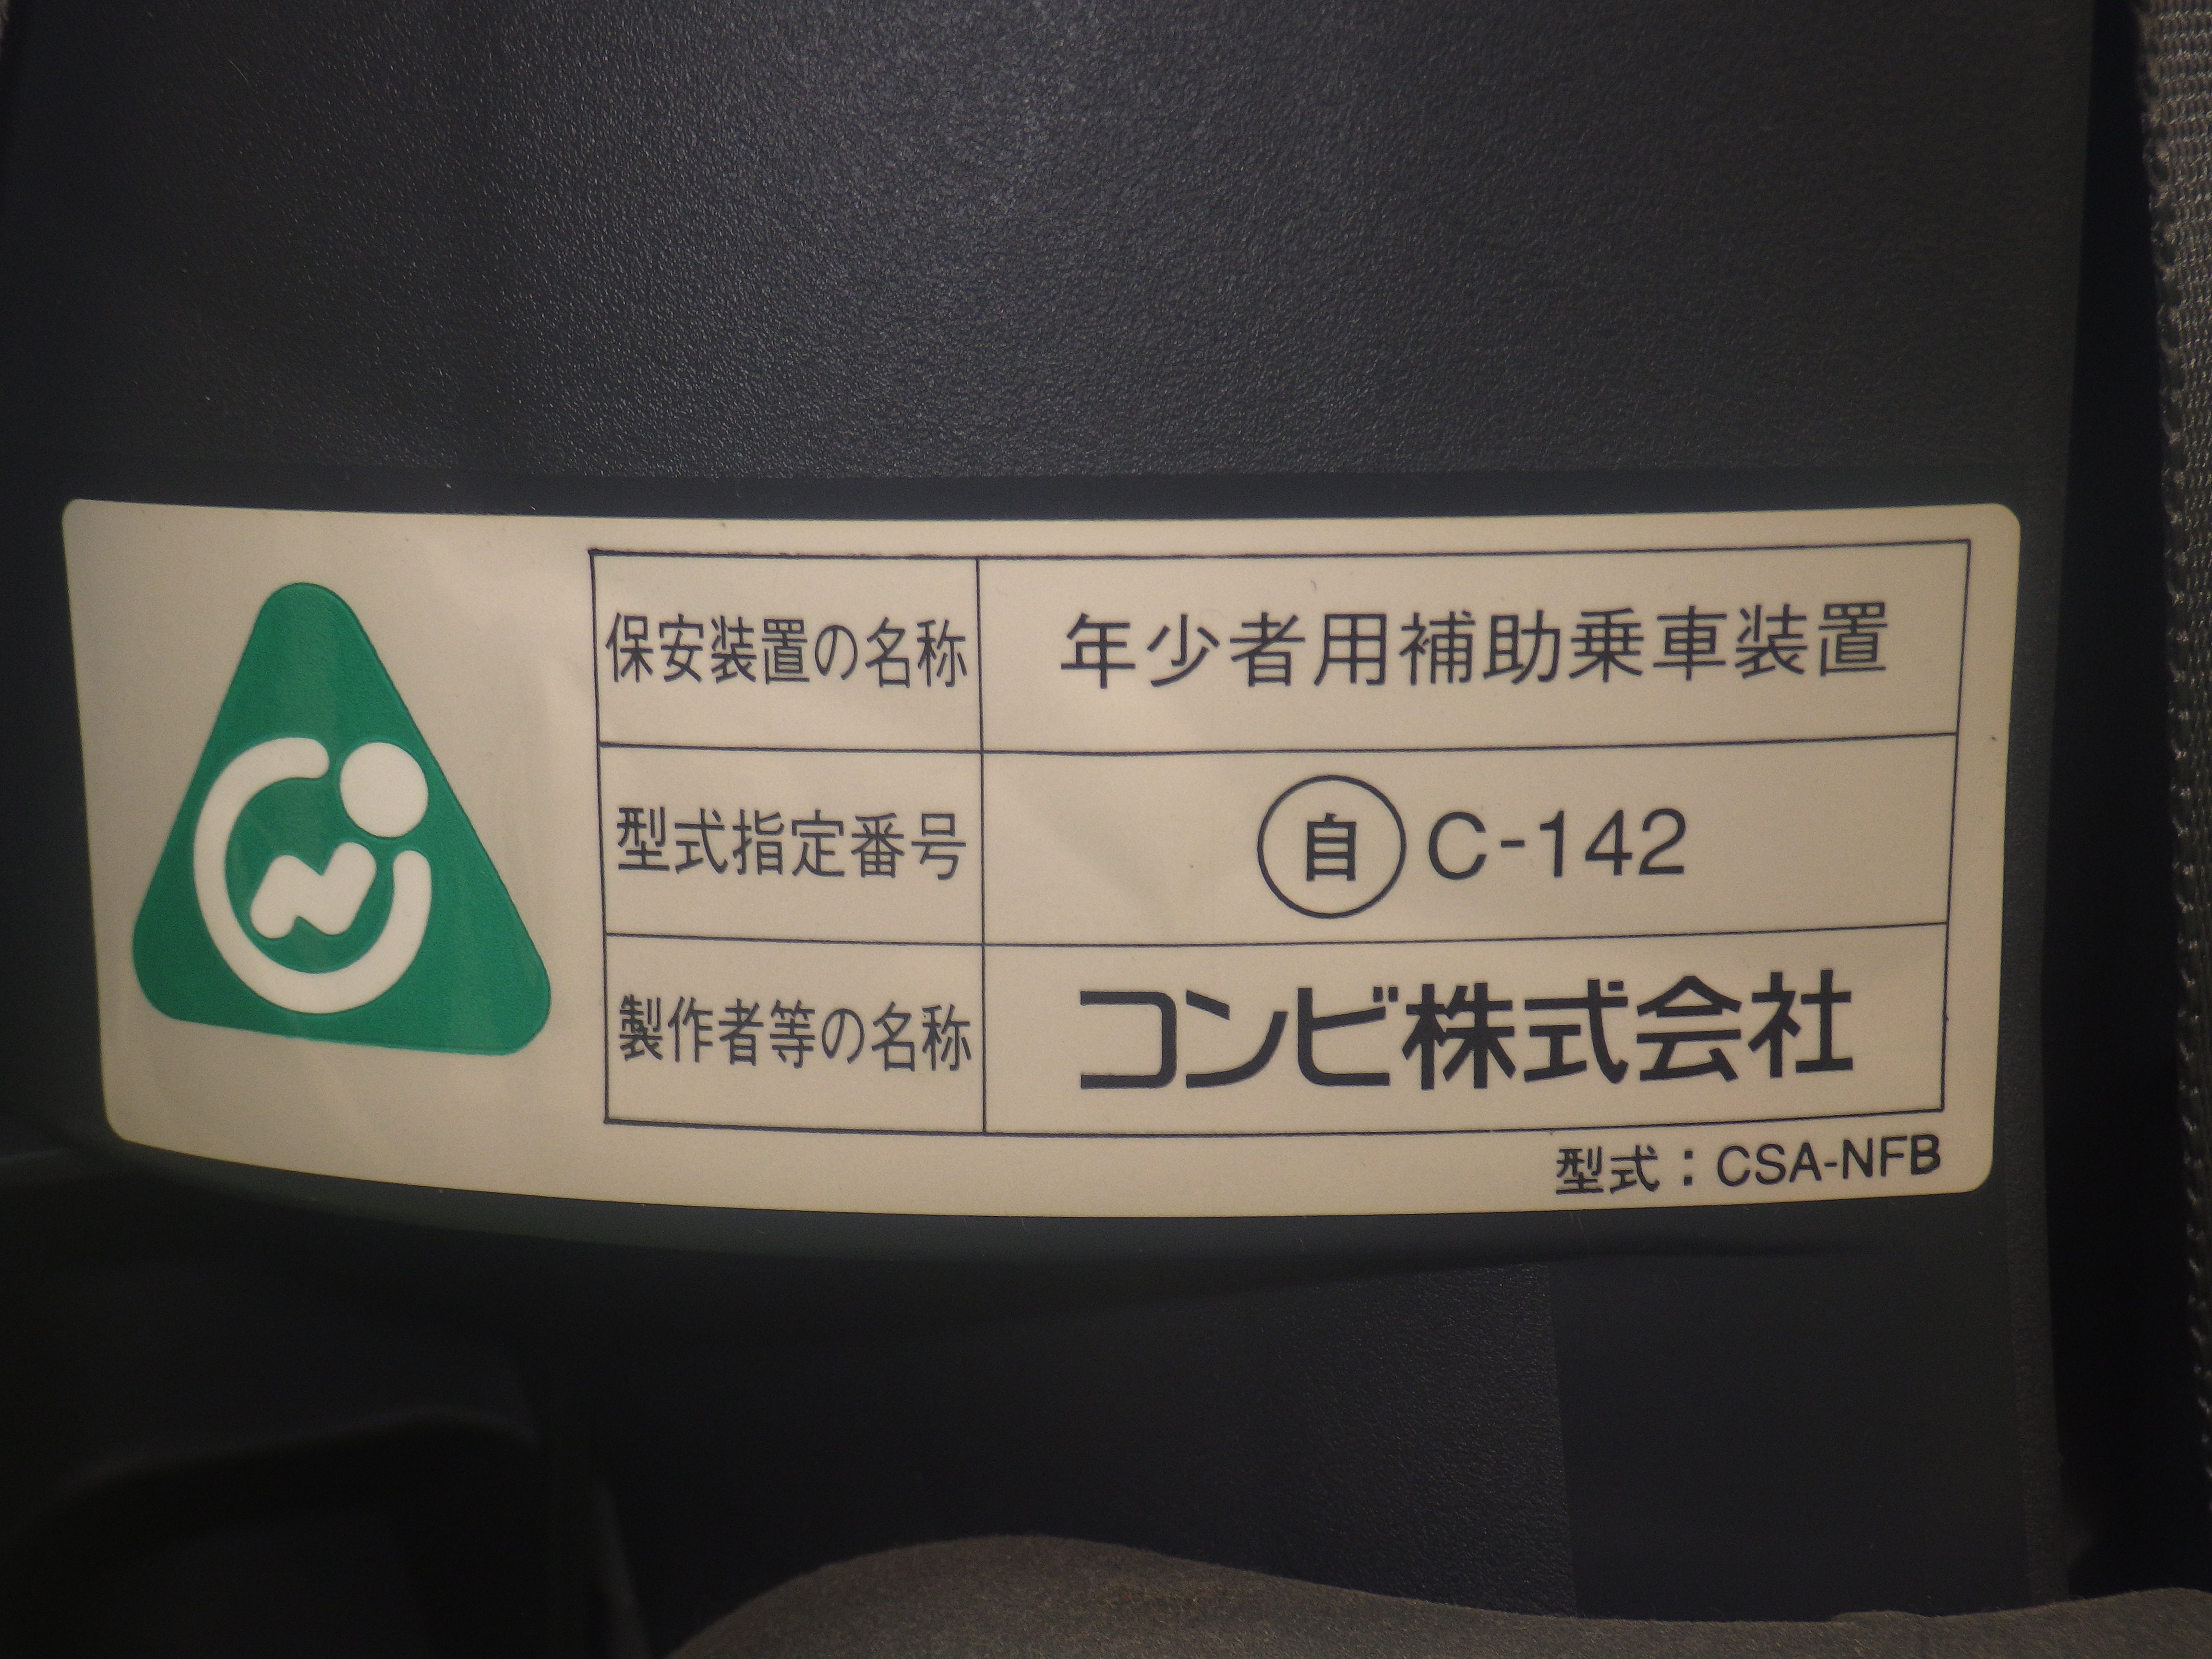 保安装置の名称 年少者用補助乗車装置
型式指定番号 自 C-142
製作者等の名称 コンビ株式会社
型式：CSA-NFB